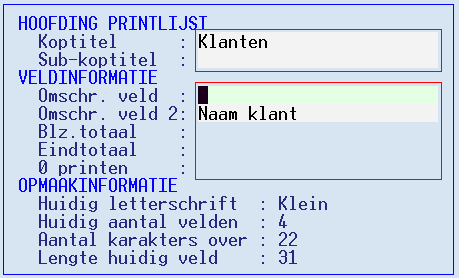 HOOFDING PRINTLIJST
Koptitel : Klanten
Sub-koptitel :
VELDINFORMATIE
Omschr. veld :
Omschr. veld 2: Naam klant
Blz.totaal :
Eindtotaal :
0 printen :
OPMAAKINFORMATIE
Huidig letterschrift : Klein
Huidig aantal velden : 4
Aantal karakters over : 22
Lengte huidig veld : 31